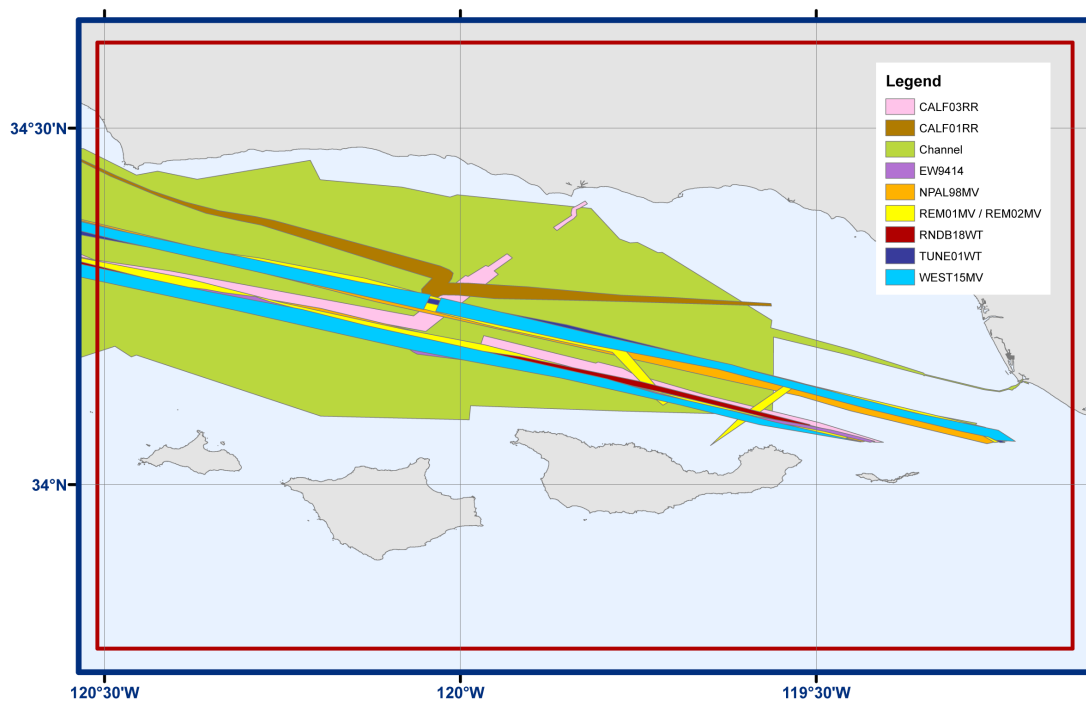 Legend
CALF03RR
CALF01RR
Channel
EW9414
NPAL98MV
REM01MV / REM02MV
RNDB18WT
TUNE01WT
WEST15MV
34°30'N
34°N
120°30'W
120°W
119°30'W